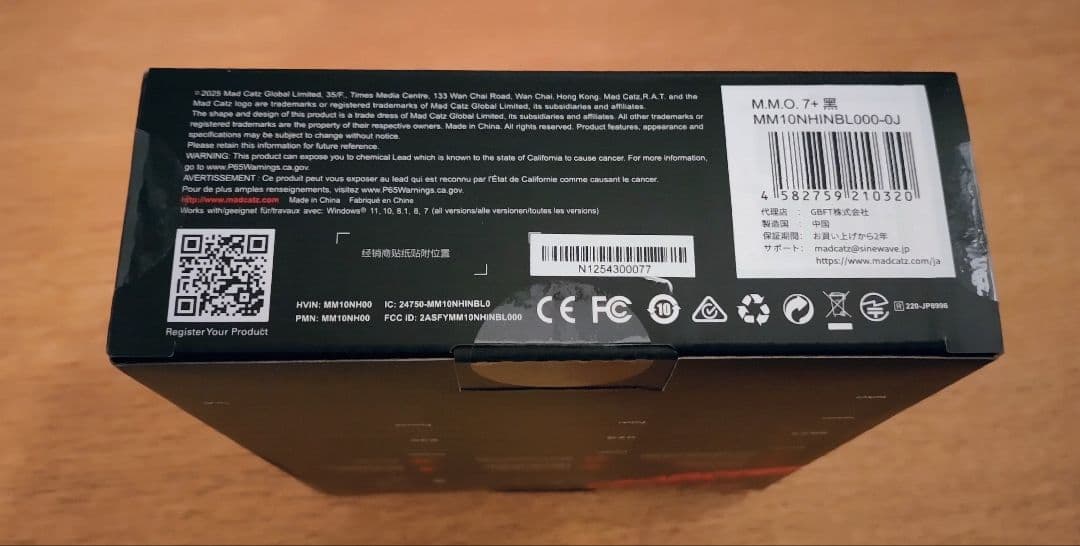 ©2025 Mad Catz Global Limited, 35/F., Times Media Centre, 133 Wan Chai Road, Wan Chai, Hong Kong. Mad Catz,R.A.T. and the
Mad Catz logo are trademarks or registered trademarks of Mad Catz Global Limited, its subsidiaries and affiliates.
The shape and design of this product is a trade dress of Mad Catz Global Limited, its subsidiaries and affiliates. All other trademarks or
registered trademarks are the property of their respective owners. Made in China. All rights reserved. Product features, appearance and
specifications may be subject to change without notice.
Please retain this information for future reference.
WARNING: This product can expose you to chemical Lead which is known to the state of California to cause cancer. For more information,
go to www.P65Warnings.ca.gov.
AVERTISSEMENT : Ce produit peut vous exposer au lead qui est reconnu par l'État de Californie comme causant le cancer.
Pour de plus amples renseignements, visitez www.P65Warnings.ca.gov.
http://www.madcatz.com Made in China Fabriqué en Chine
Works with/geeignet für/travaux avec: Windows® 11, 10, 8.1, 8, 7 (all versions/alle versionen/toutes les versions)
Register Your Product
经销商贴纸贴附位置
HVIN: MM10NH00 IC: 24750-MM10NHINBL0
PMN: MM10NH00 FCC ID: 2ASFYMM10NHINBL000
N1254300077
CE FC 10
R 220-JP8996
M.M.O. 7+ 黑
MM10NHINBL000-0J
4 582759 210320
代理店 : GBFT株式会社
製造国 : 中国
保証期間: お買い上げから2年
サポート: madcatz@sinewave.jp
https://www.madcatz.com/ja